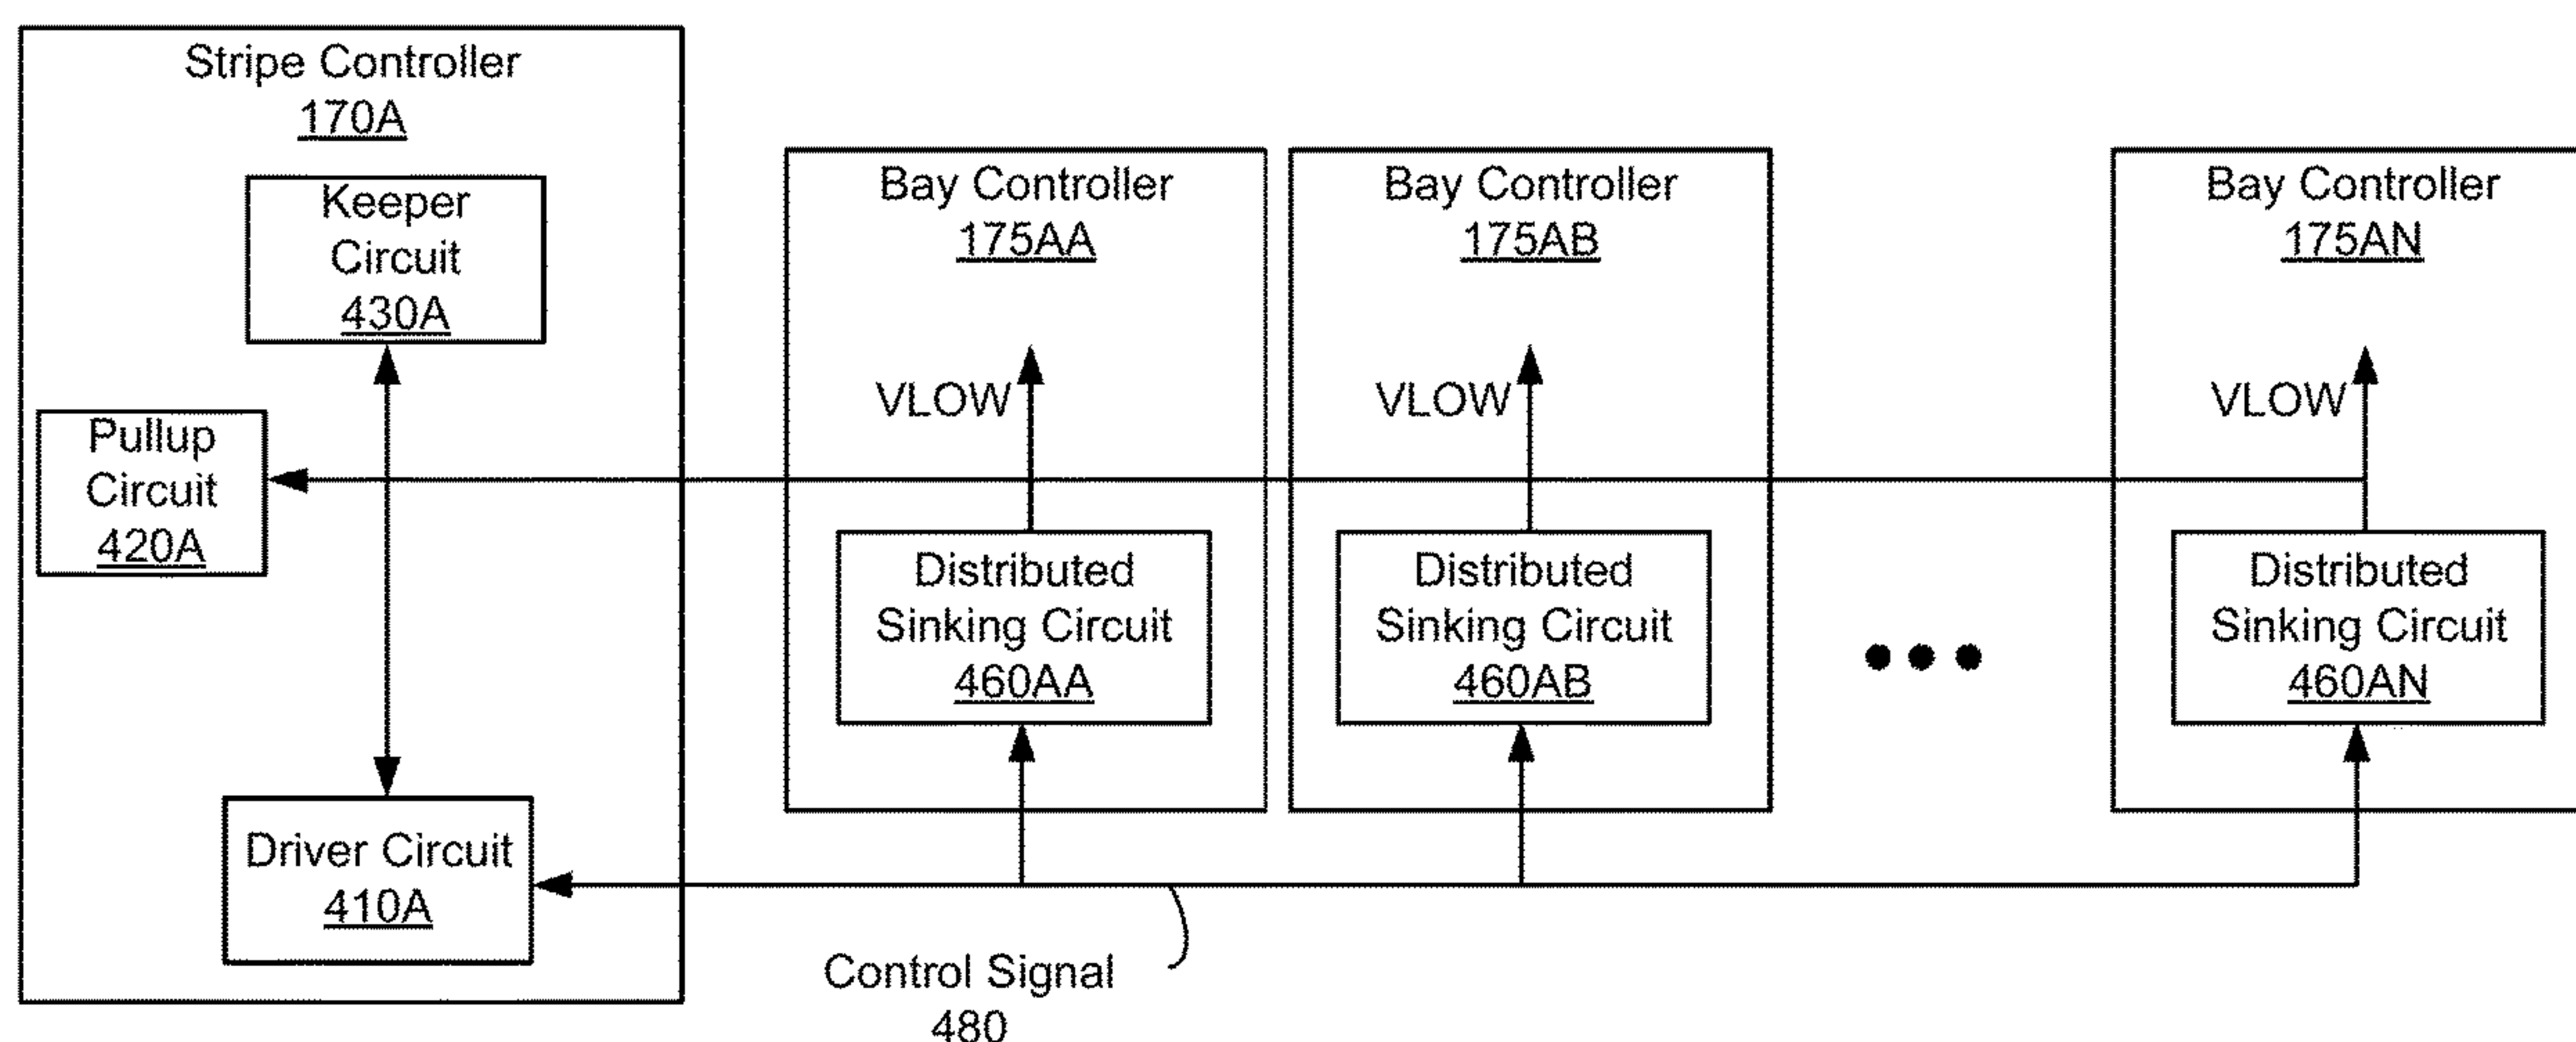 Stripe Controller
170A
Keeper
Circuit
430A
Pullup
Circuit
420A
Driver Circuit
410A
Bay Controller
175AA
VLOW
Distributed
Sinking Circuit
460AA
Bay Controller
175AB
VLOW
Distributed
Sinking Circuit
460AB
Bay Controller
175AN
VLOW
Distributed
Sinking Circuit
460AN
Control Signal
480